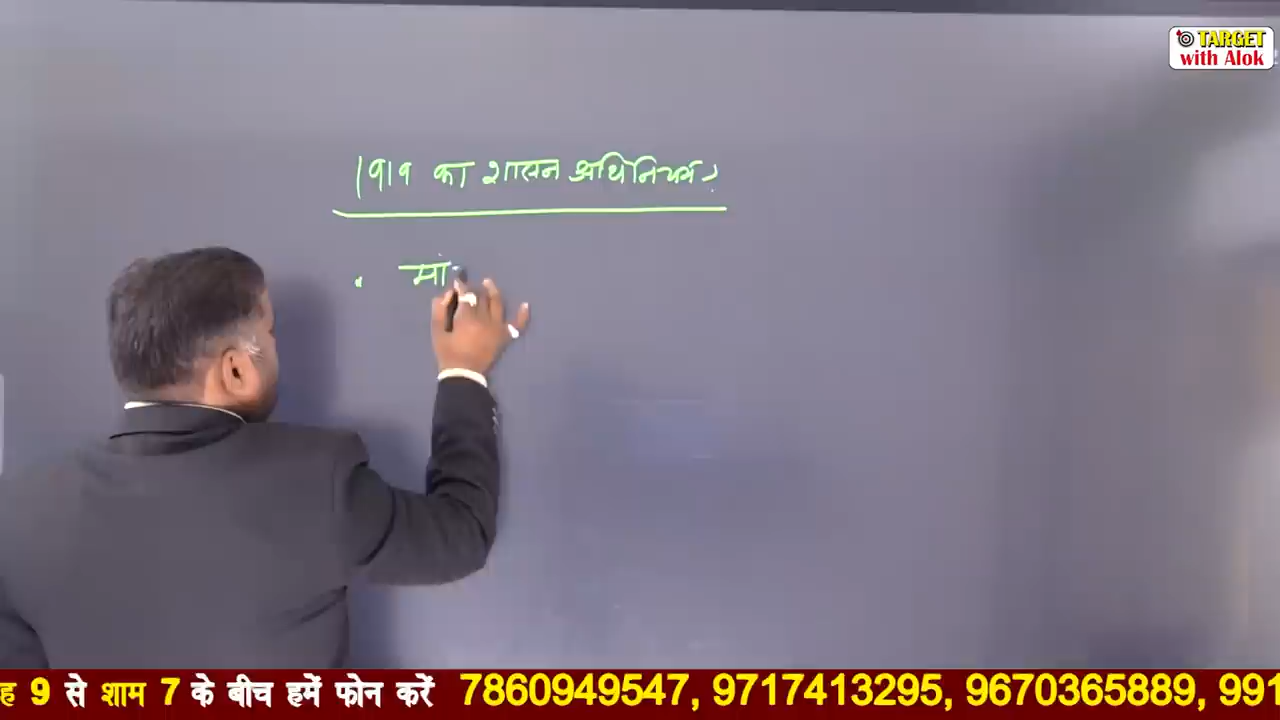 TARGET
with Alok
1919 का शासन अधिनियम :
. मां
ह 9 से शाम 7 के बीच हमें फोन करें 7860949547, 9717413295, 9670365889, 991